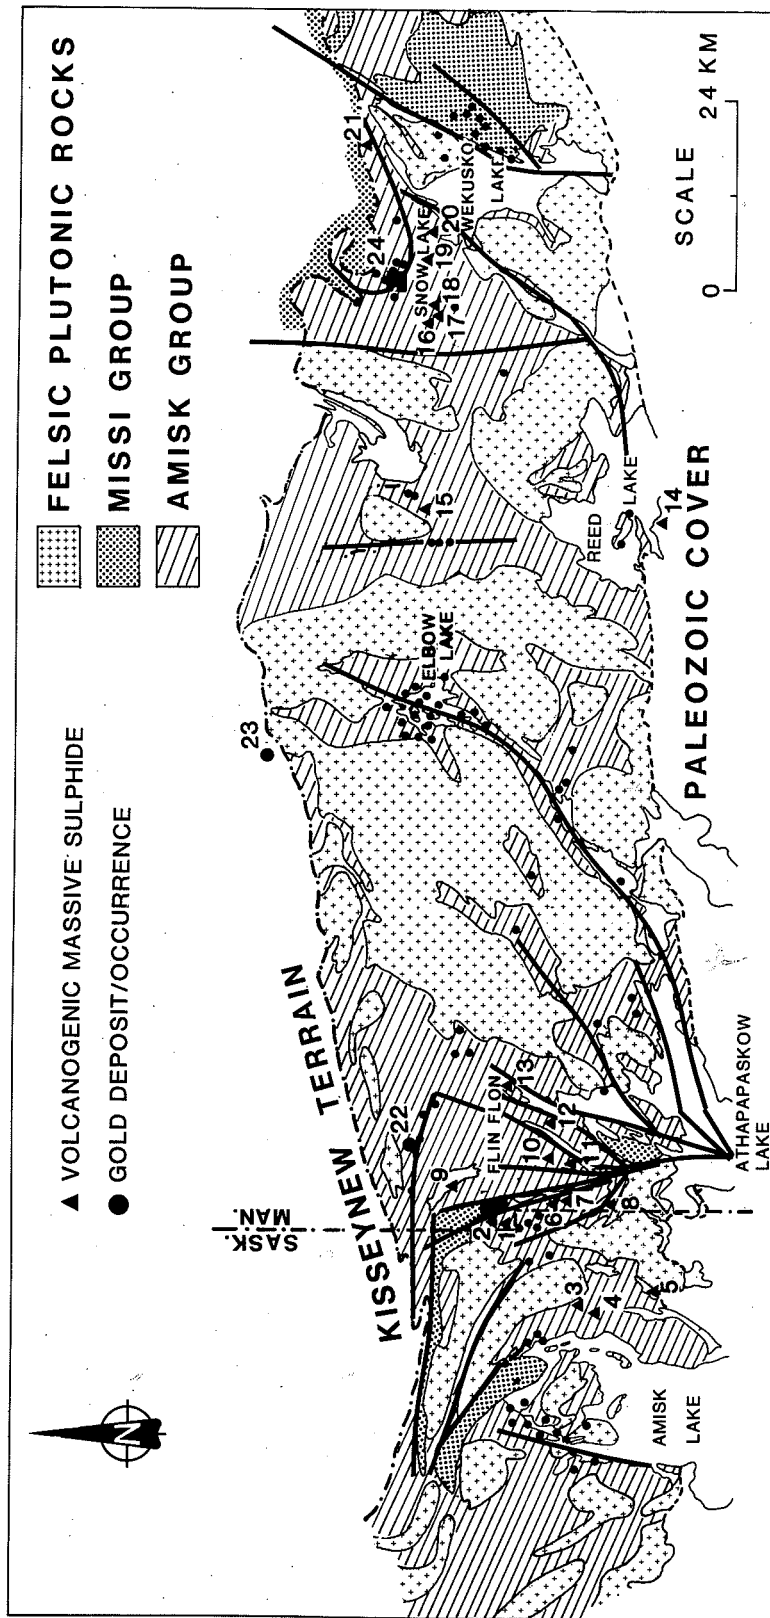 FELSIC PLUTONIC ROCKS
MISSI GROUP
AMISK GROUP
VOLCANOGENIC MASSIVE SULPHIDE
GOLD DEPOSIT/OCCURRENCE
N
KISSEYNEW TERRAIN
SASK.
MAN.
23
22
21
24
SNOW LAKE
WEKUSKO
LAKE
16
17
18
19
20
15
ELBOW
LAKE
REED
LAKE
14
FLIN FLON
9
10
11
12
13
2
1
6
7
8
3
4
5
AMISK
LAKE
ATHAPAPASKOW
LAKE
PALEOZOIC COVER
SCALE
0
24 KM